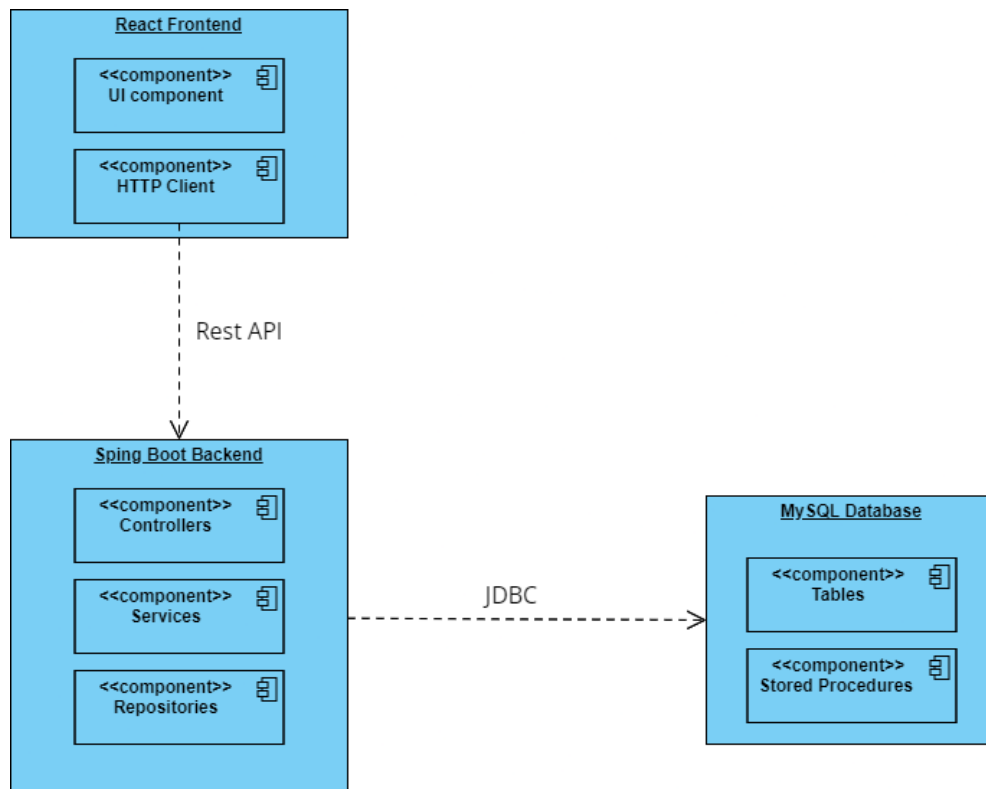 React Frontend
<<component>>
UI component
<<component>>
HTTP Client
Rest API
Sping Boot Backend
<<component>>
Controllers
<<component>>
Services
<<component>>
Repositories
JDBC
MySQL Database
<<component>>
Tables
<<component>>
Stored Procedures